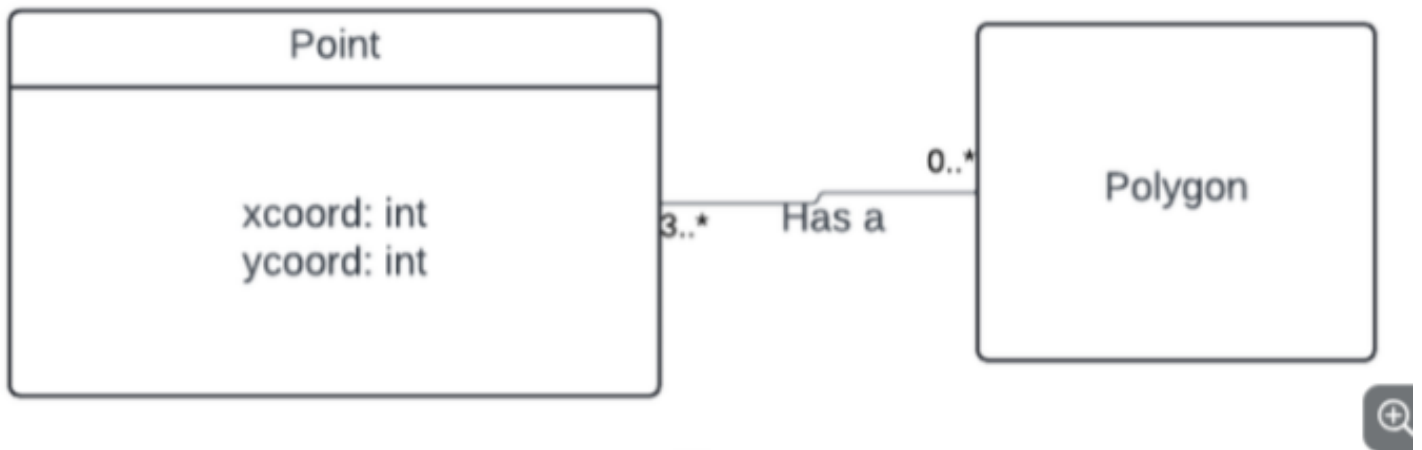 Point
xcoord: int
ycoord: int
3..*
Has a
0..*
Polygon